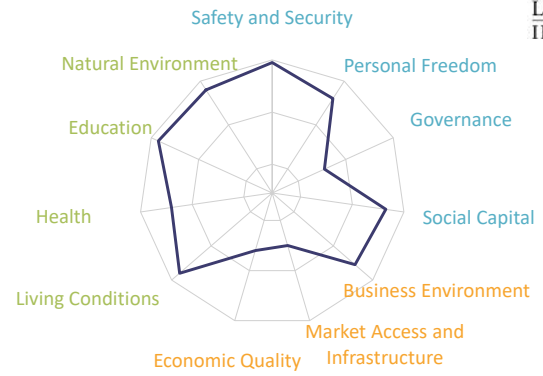 Safety and Security
Natural Environment
Personal Freedom
Education
Governance
Health
Social Capital
Living Conditions
Business Environment
Market Access and
Infrastructure
Economic Quality